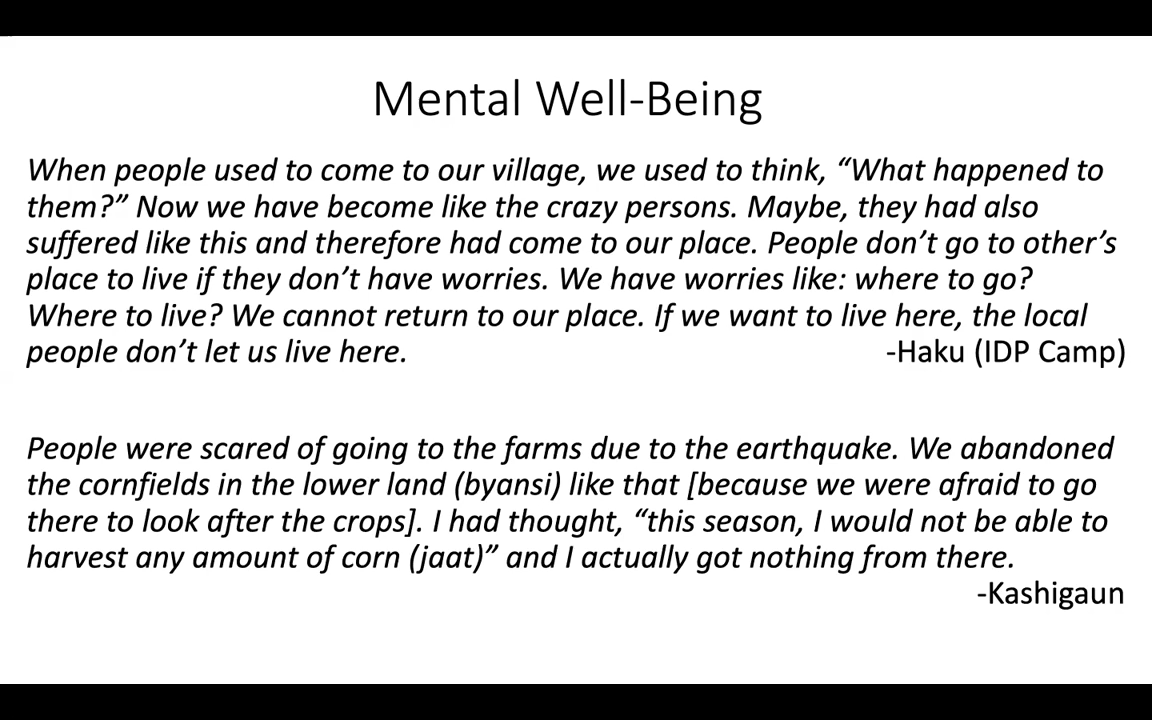 Mental Well-Being
When people used to come to our village, we used to think, “What happened to
them?” Now we have become like the crazy persons. Maybe, they had also
suffered like this and therefore had come to our place. People don’t go to other’s
place to live if they don’t have worries. We have worries like: where to go?
Where to live? We cannot return to our place. If we want to live here, the local
people don’t let us live here. -Haku (IDP Camp)
People were scared of going to the farms due to the earthquake. We abandoned
the cornfields in the lower land (byansi) like that [because we were afraid to go
there to look after the crops]. I had thought, “this season, I would not be able to
harvest any amount of corn (jaat)” and I actually got nothing from there.
-Kashigaun